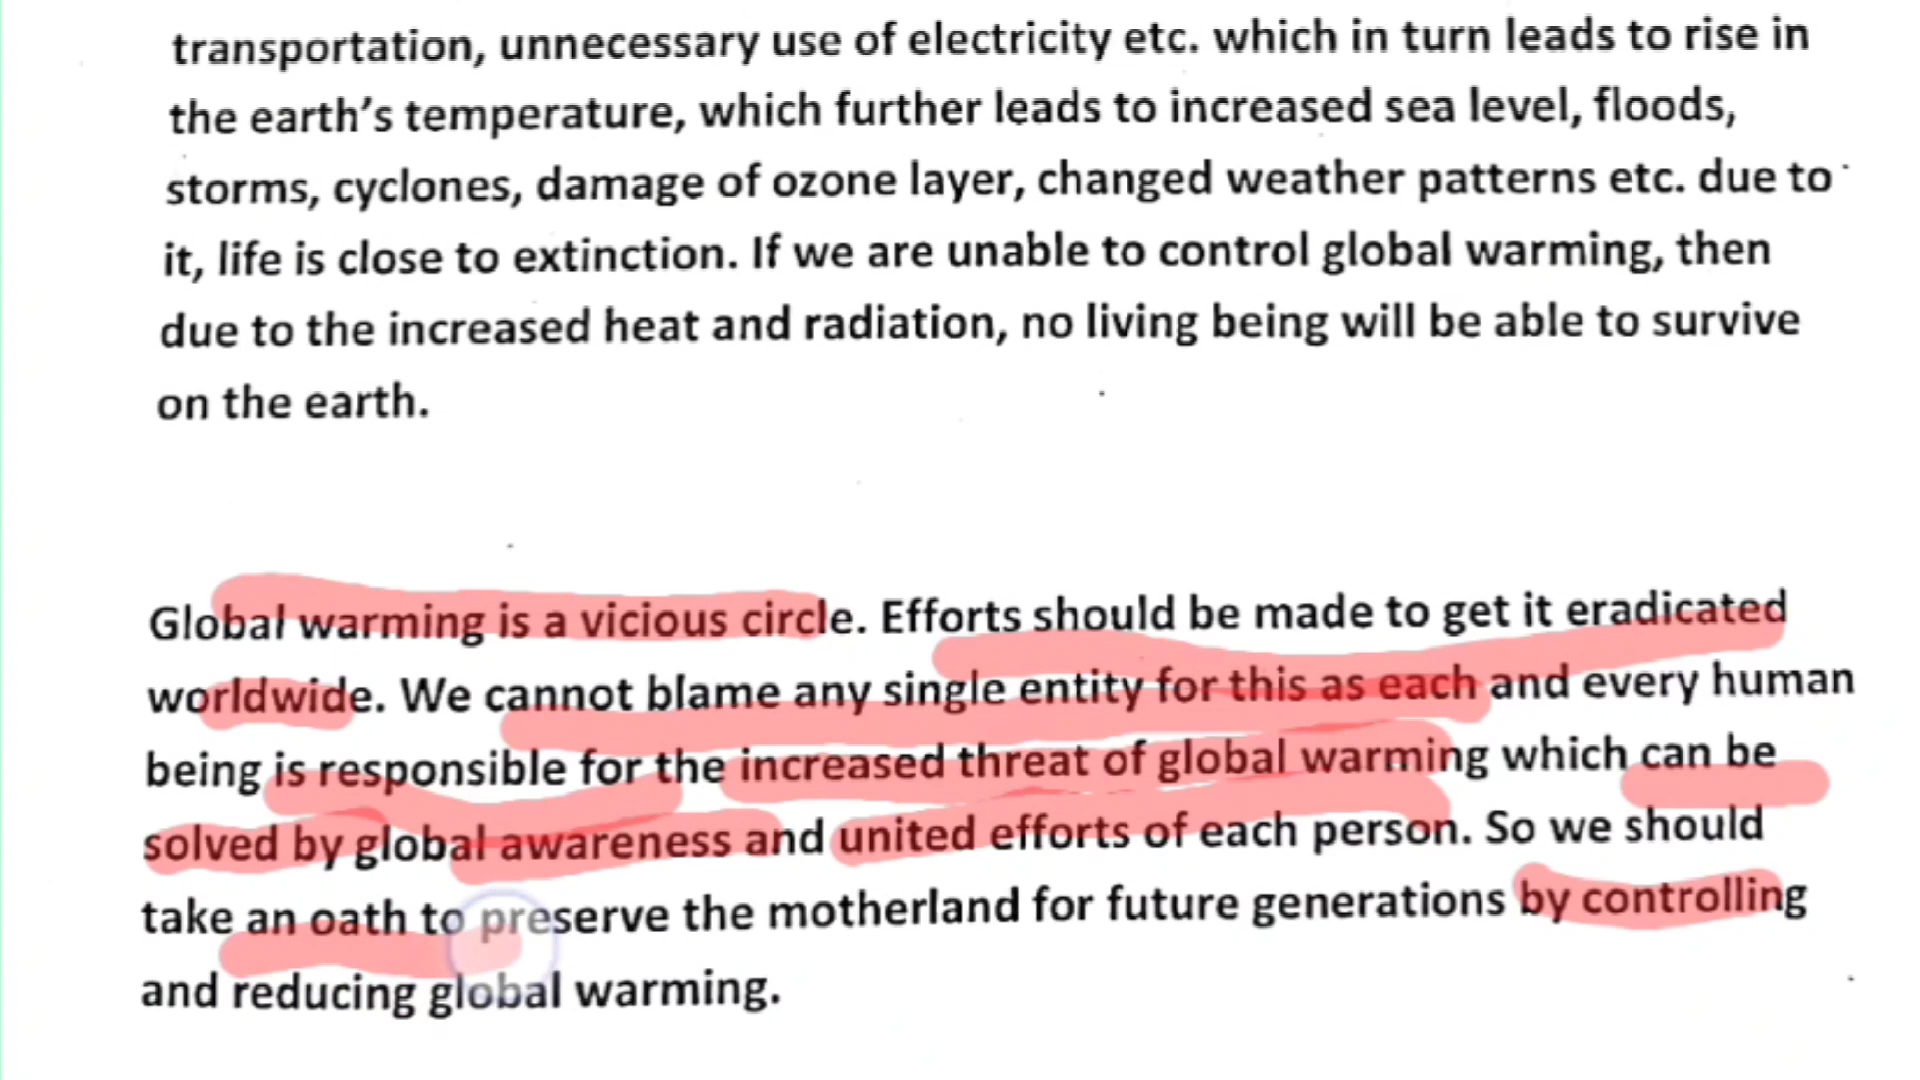 transportation, unnecessary use of electricity etc. which in turn leads to rise in
the earth's temperature, which further leads to increased sea level, floods,
storms, cyclones, damage of ozone layer, changed weather patterns etc. due to
it, life is close to extinction. If we are unable to control global warming, then
due to the increased heat and radiation, no living being will be able to survive
on the earth.
Global warming is a vicious circle. Efforts should be made to get it eradicated
worldwide. We cannot blame any single entity for this as each and every human
being is responsible for the increased threat of global warming which can be
solved by global awareness and united efforts of each person. So we should
take an oath to preserve the motherland for future generations by controlling
and reducing global warming.